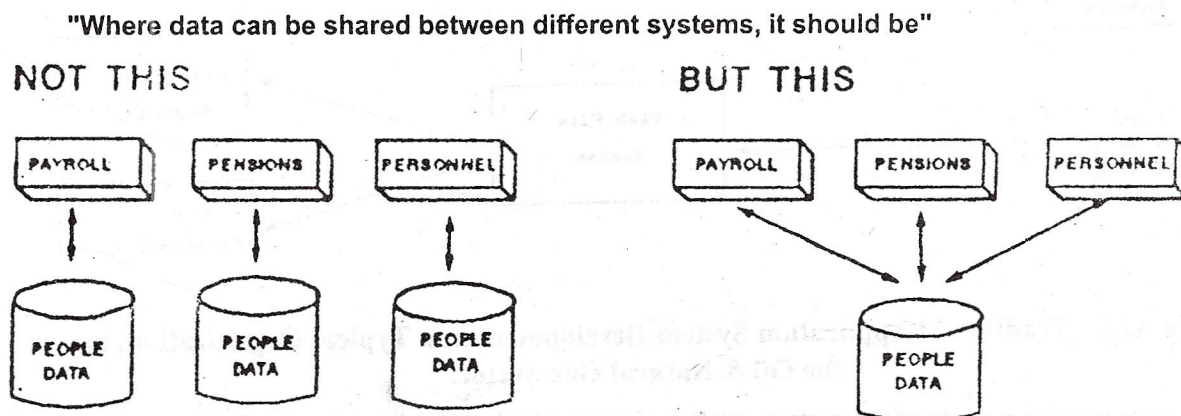 "Where data can be shared between different systems, it should be"
NOT THIS
BUT THIS
PAYROLL
PENSIONS
PERSONNEL
PAYROLL
PENSIONS
PERSONNEL
PEOPLE
DATA
PEOPLE
DATA
PEOPLE
DATA
PEOPLE
DATA